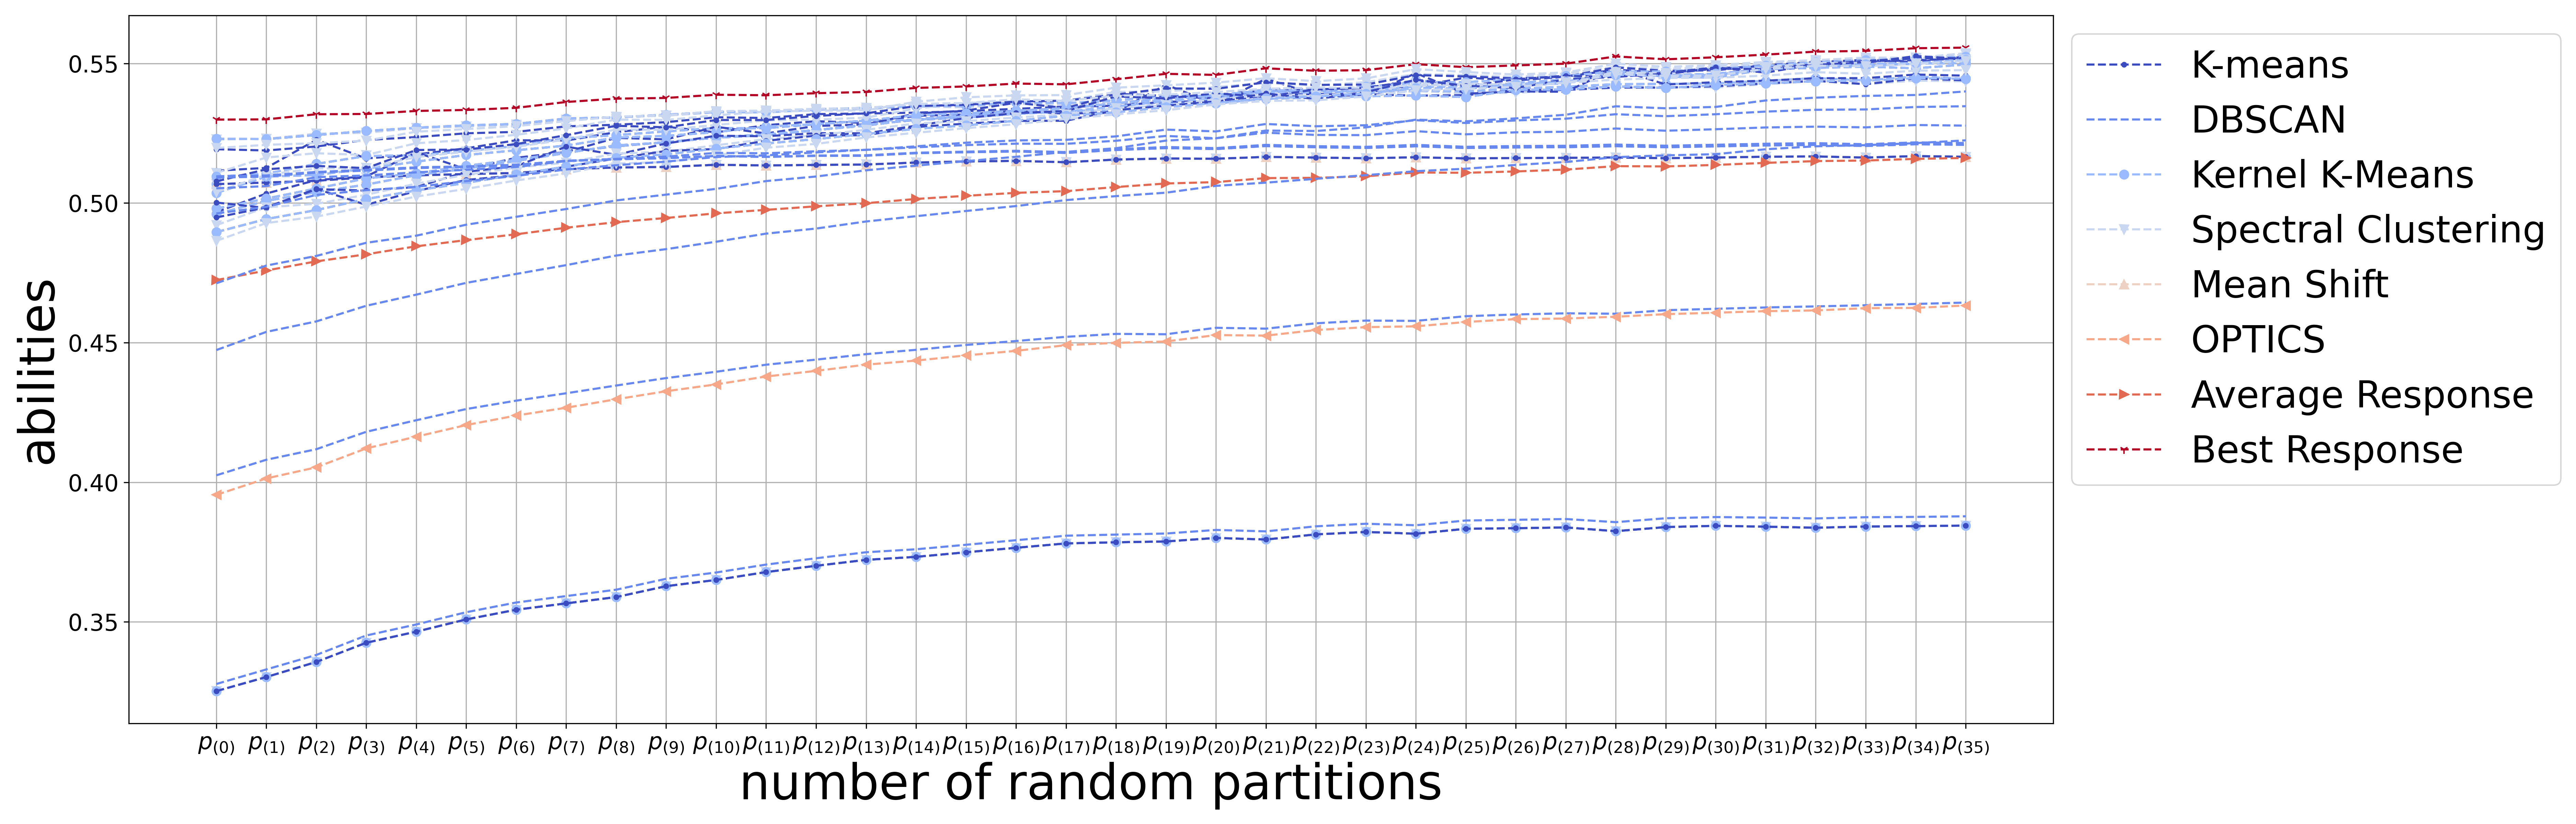 0.55
0.50
0.45
0.40
0.35
abilities
p(0) p(1) p(2) p(3) p(4) p(5) p(6) p(7) p(8) p(9) p(10) p(11) p(12) p(13) p(14) p(15) p(16) p(17) p(18) p(19) p(20) p(21) p(22) p(23) p(24) p(25) p(26) p(27) p(28) p(29) p(30) p(31) p(32) p(33) p(34) p(35)
number of random partitions
K-means
DBSCAN
Kernel K-Means
Spectral Clustering
Mean Shift
OPTICS
Average Response
Best Response